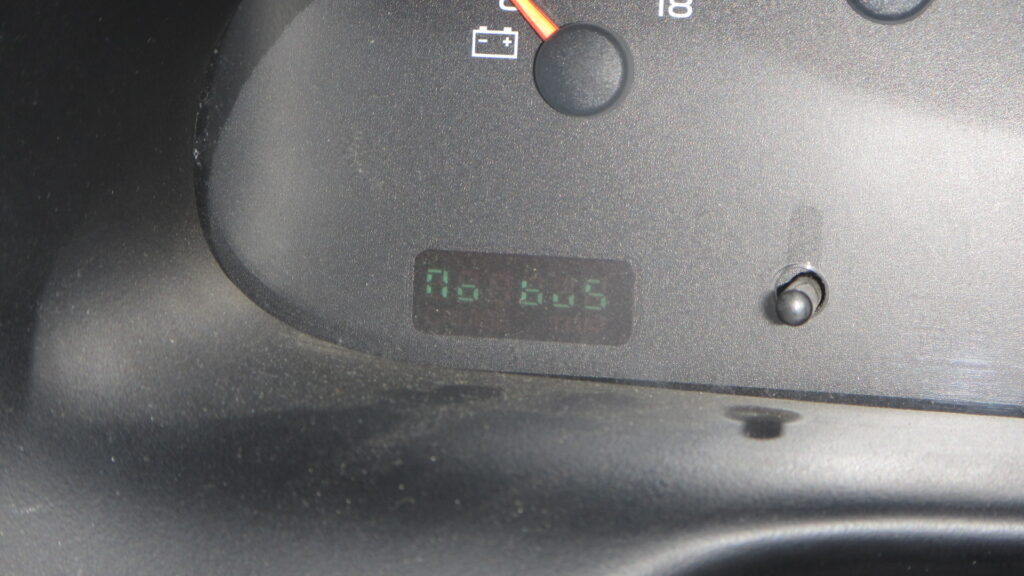 18
- +
No buS